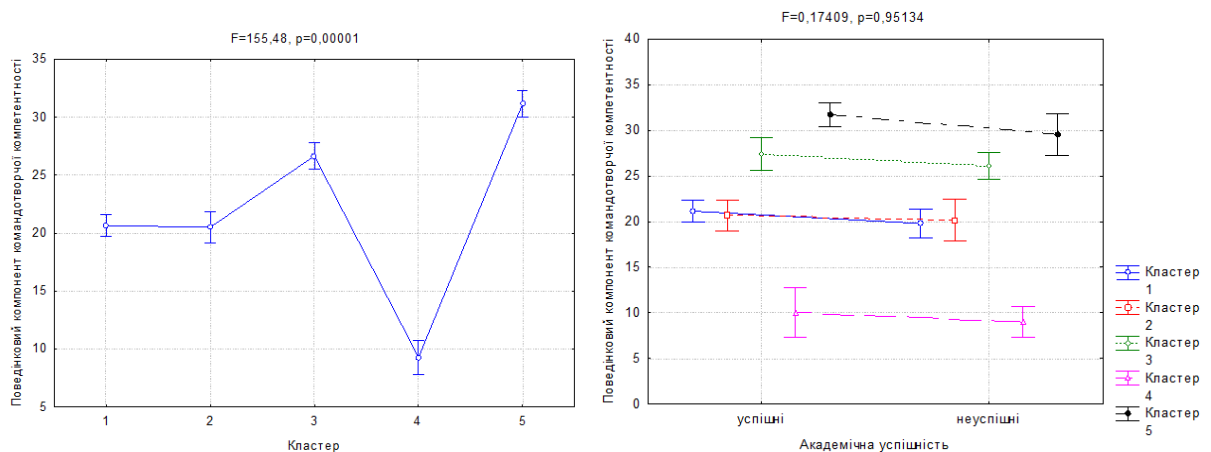 F=155,48, p=0,00001
Поведінковий компонент командотворчої компетентності
35
30
25
20
15
10
5
1 2 3 4 5
Кластер
F=0,17409, p=0,95134
Поведінковий компонент командотворчої компетентності
40
35
30
25
20
15
10
5
0
успішні неуспішні
Академічна успішність
Кластер
1
Кластер
2
Кластер
3
Кластер
4
Кластер
5